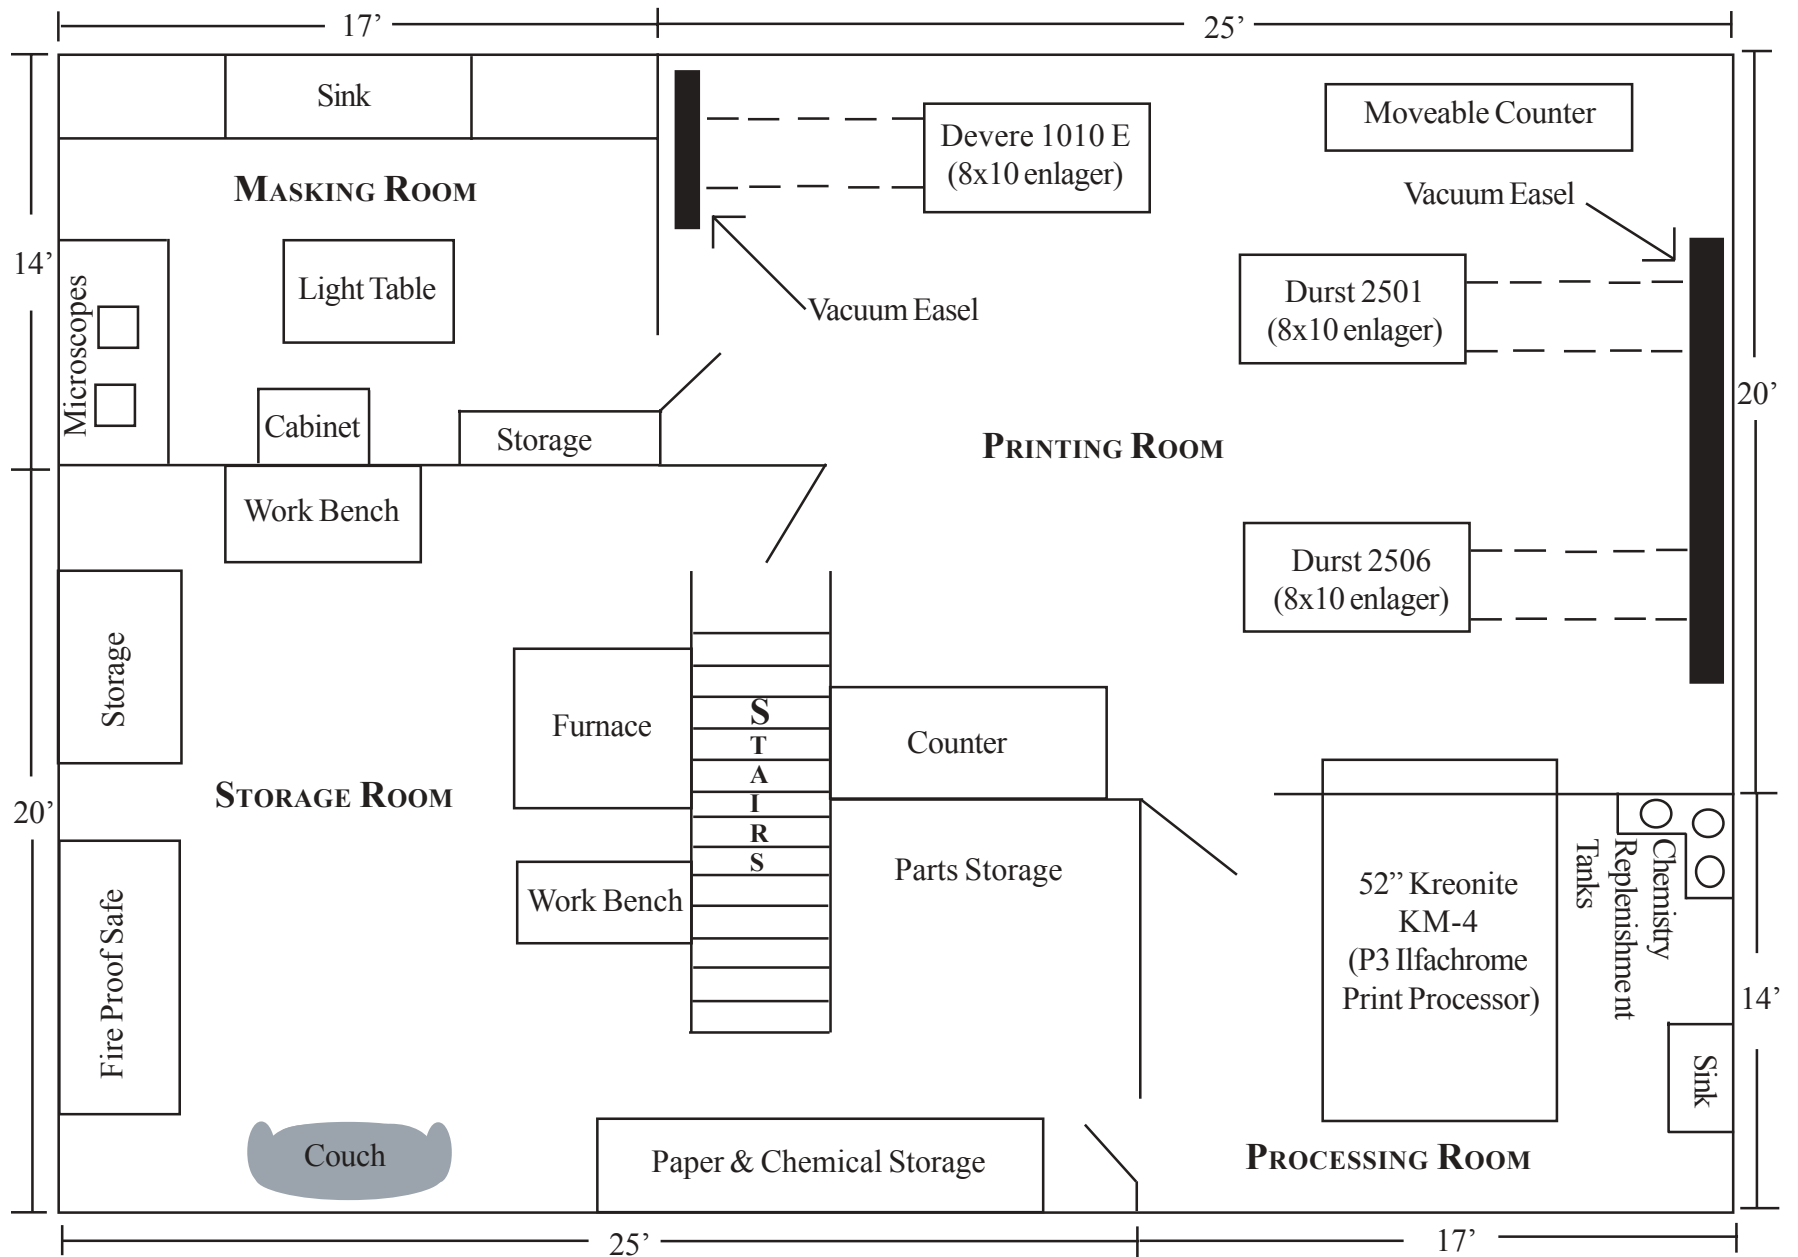 17’
25’
Sink
Moveable Counter
Devere 1010 E
(8x10 enlager)
MASKING ROOM
Vacuum Easel
14’
Light Table
Microscopes
Vacuum Easel
Durst 2501
(8x10 enlager)
20’
Cabinet
Storage
PRINTING ROOM
Work Bench
Durst 2506
(8x10 enlager)
Storage
Furnace
STAIRS
Counter
STORAGE ROOM
20’
Parts Storage
Work Bench
52” Kreonite
KM-4
(P3 Ilfachrome
Print Processor)
Chemistry
Replenishment
Tanks
Fire Proof Safe
14’
Sink
Couch
Paper & Chemical Storage
PROCESSING ROOM
25’
17’